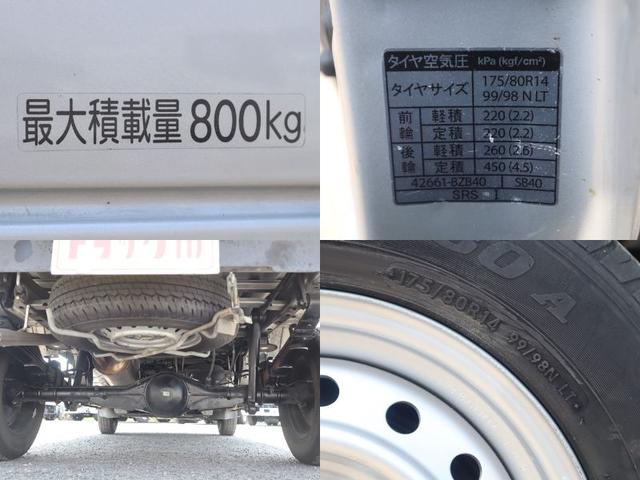 最大積載量 800kg
タイヤ空気圧 kPa (kgf/cm²)
タイヤサイズ 175/80R14 99/98 N LT
前輪 軽積 220 (2.2)
定積 220 (2.2)
後輪 軽積 260 (2.6)
定積 450 (4.5)
42661-BZB40 SB40
SRS
175/80R14 99/98N LT